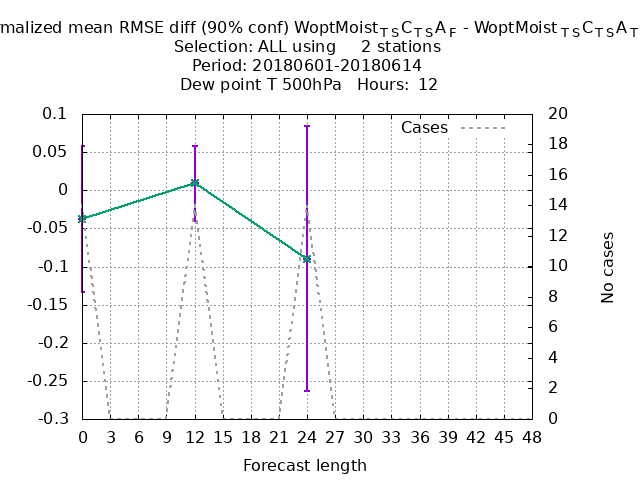 rmalized mean RMSE diff (90% conf) WoptMoist T S C T S A F - WoptMoist T S C T S A T
Selection: ALL using 2 stations
Period: 20180601-20180614
Dew point T 500hPa Hours: 12
Cases
0.1
0.05
0
-0.05
-0.1
-0.15
-0.2
-0.25
-0.3
20
18
16
14
12
10
8
6
4
2
0
No cases
0 3 6 9 12 15 18 21 24 27 30 33 36 39 42 45 48
Forecast length